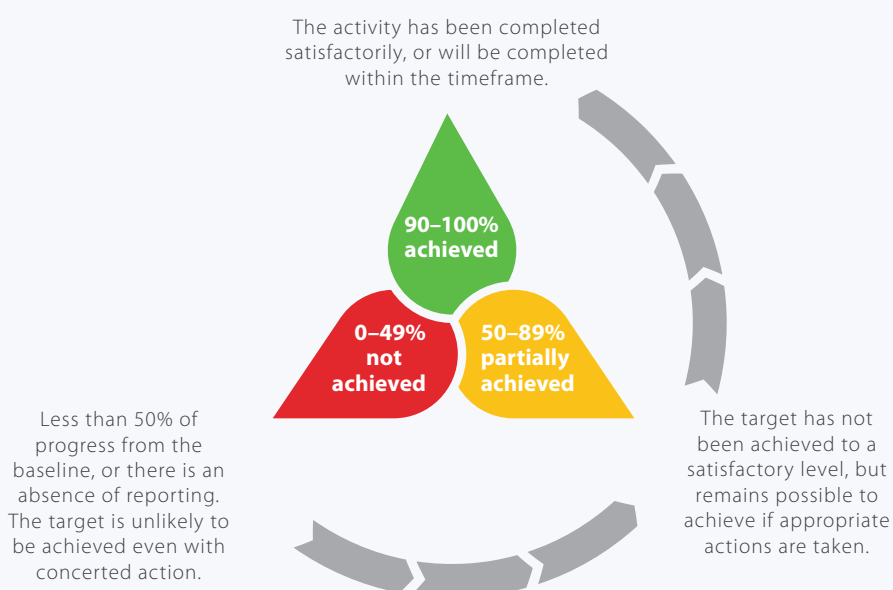 The activity has been completed
satisfactorily, or will be completed
within the timeframe.
90–100%
achieved
0–49%
not
achieved
50–89%
partially
achieved
Less than 50% of
progress from the
baseline, or there is an
absence of reporting.
The target is unlikely to
be achieved even with
concerted action.
The target has not
been achieved to a
satisfactory level, but
remains possible to
achieve if appropriate
actions are taken.